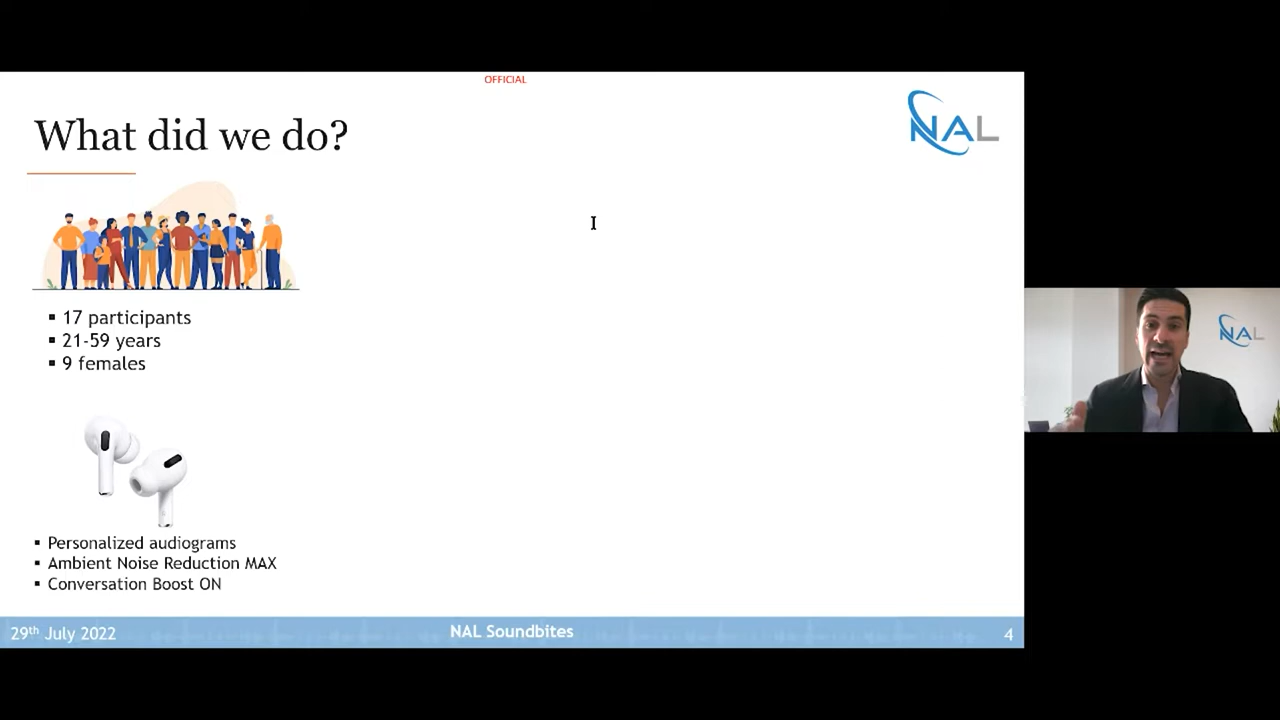 OFFICIAL
NAL
What did we do?
▪ 17 participants
▪ 21-59 years
▪ 9 females
▪ Personalized audiograms
▪ Ambient Noise Reduction MAX
▪ Conversation Boost ON
29th July 2022
NAL Soundbites
4
NAL